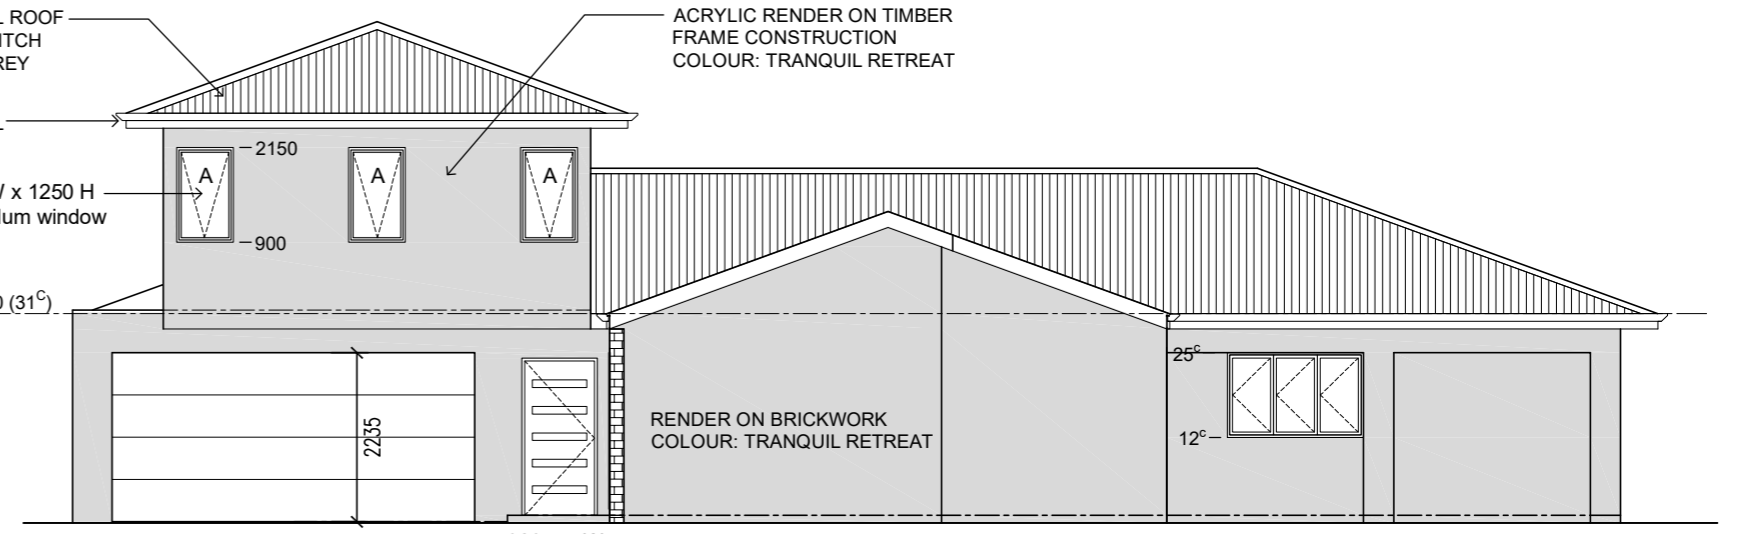 ROOF
ITCH
REY
ACRYLIC RENDER ON TIMBER
FRAME CONSTRUCTION
COLOUR: TRANQUIL RETREAT
2150
A
A
A
x 1250 H
lum window
900
0 (31ᶜ)
25ᶜ
12ᶜ
2235
RENDER ON BRICKWORK
COLOUR: TRANQUIL RETREAT